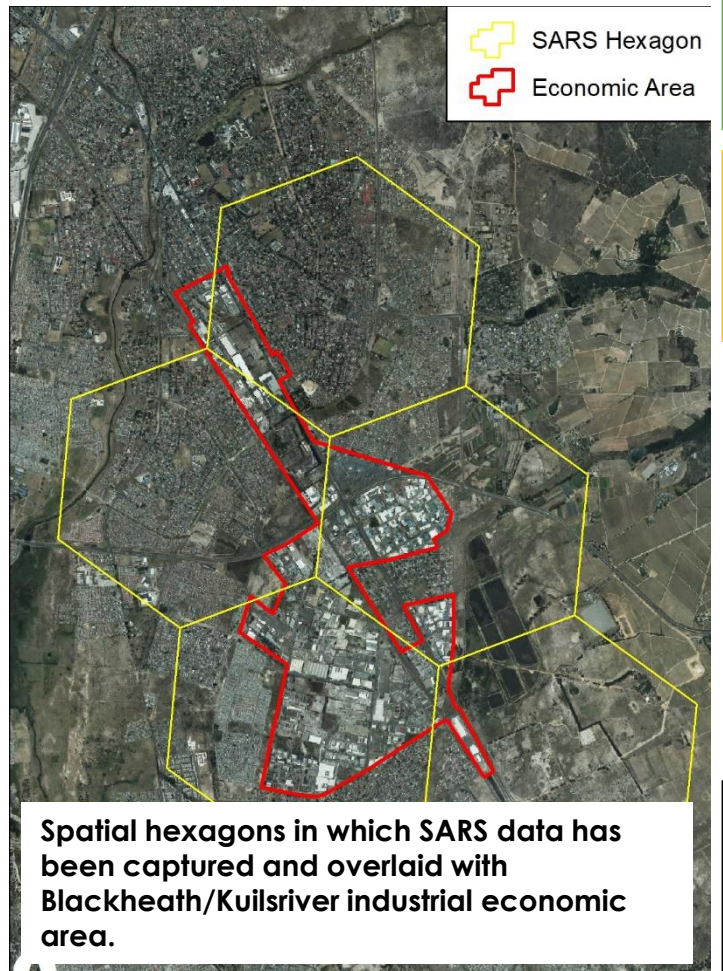 SARS Hexagon
Economic Area
Spatial hexagons in which SARS data has
been captured and overlaid with
Blackheath/Kuilsriver industrial economic
area.